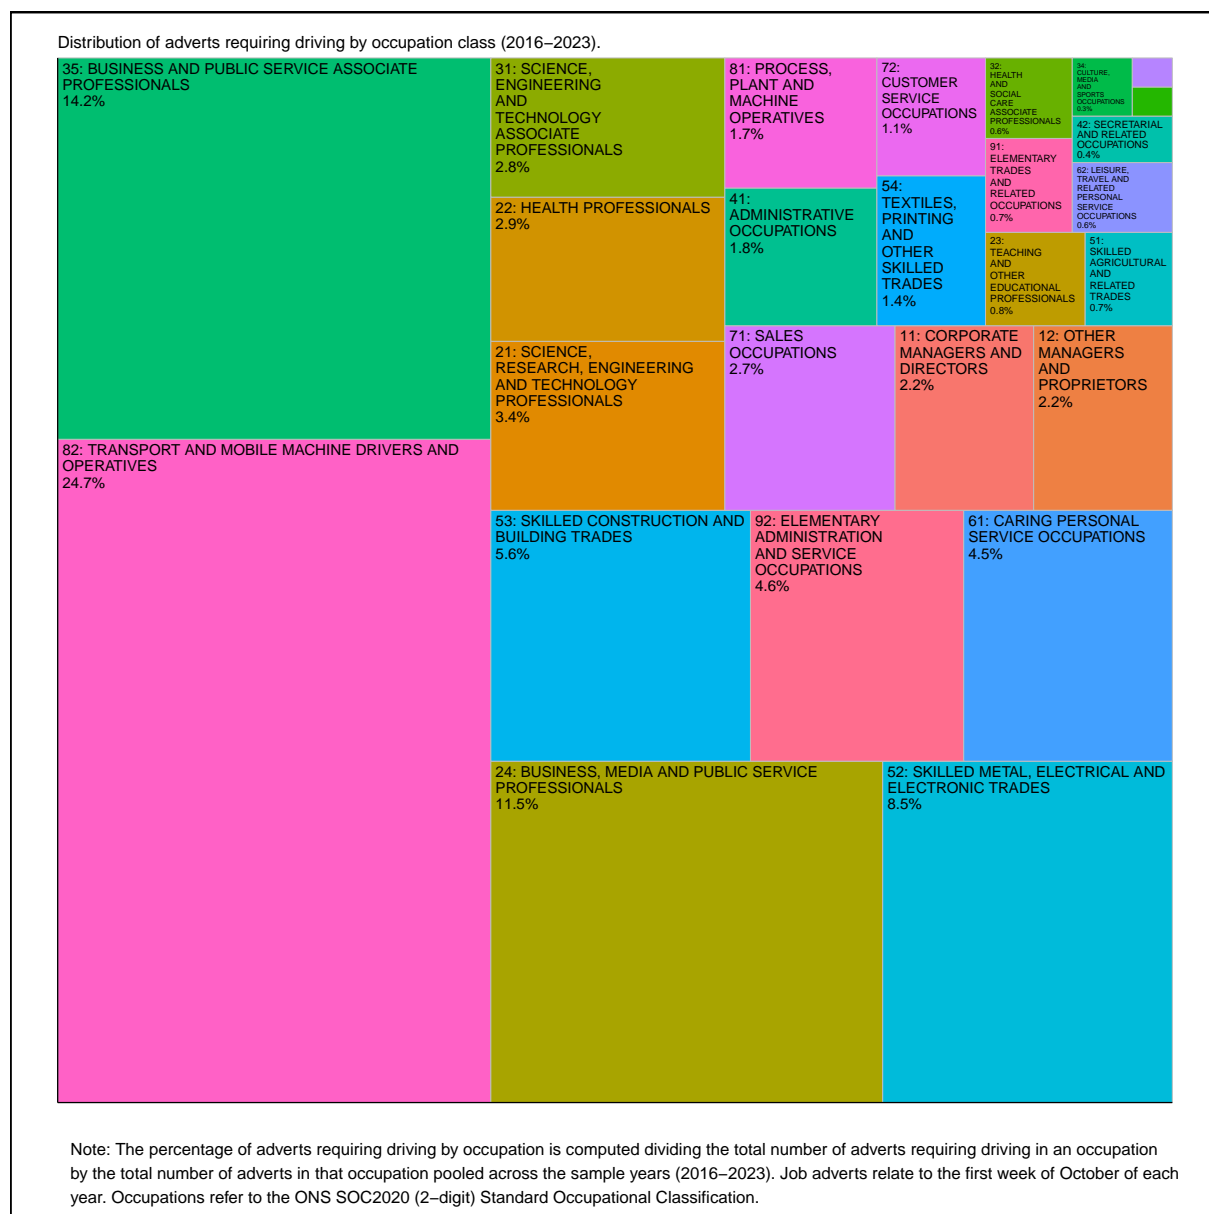 Distribution of adverts requiring driving by occupation class (2016−2023).
35: BUSINESS AND PUBLIC SERVICE ASSOCIATE
PROFESSIONALS
14.2%
82: TRANSPORT AND MOBILE MACHINE DRIVERS AND
OPERATIVES
24.7%
31: SCIENCE,
ENGINEERING
AND
TECHNOLOGY
ASSOCIATE
PROFESSIONALS
2.8%
22: HEALTH PROFESSIONALS
2.9%
21: SCIENCE,
RESEARCH, ENGINEERING
AND TECHNOLOGY
PROFESSIONALS
3.4%
81: PROCESS,
PLANT AND
MACHINE
OPERATIVES
1.7%
41:
ADMINISTRATIVE
OCCUPATIONS
1.8%
72:
CUSTOMER
SERVICE
OCCUPATIONS
1.1%
54:
TEXTILES,
PRINTING
AND
OTHER
SKILLED
TRADES
1.4%
32:
HEALTH
AND
SOCIAL
CARE
ASSOCIATE
PROFESSIONALS
0.6%
34:
CULTURE,
MEDIA
AND
SPORTS
OCCUPATIONS
0.3%
42: SECRETARIAL
AND RELATED
OCCUPATIONS
0.4%
91:
ELEMENTARY
TRADES
AND
RELATED
OCCUPATIONS
0.7%
62: LEISURE,
TRAVEL AND
RELATED
PERSONAL
SERVICE
OCCUPATIONS
0.6%
23:
TEACHING
AND
OTHER
EDUCATIONAL
PROFESSIONALS
0.8%
51:
SKILLED
AGRICULTURAL
AND
RELATED
TRADES
0.7%
71: SALES
OCCUPATIONS
2.7%
11: CORPORATE
MANAGERS AND
DIRECTORS
2.2%
12: OTHER
MANAGERS
AND
PROPRIETORS
2.2%
53: SKILLED CONSTRUCTION AND
BUILDING TRADES
5.6%
92: ELEMENTARY
ADMINISTRATION
AND SERVICE
OCCUPATIONS
4.6%
61: CARING PERSONAL
SERVICE OCCUPATIONS
4.5%
24: BUSINESS, MEDIA AND PUBLIC SERVICE
PROFESSIONALS
11.5%
52: SKILLED METAL, ELECTRICAL AND
ELECTRONIC TRADES
8.5%
Note: The percentage of adverts requiring driving by occupation is computed dividing the total number of adverts requiring driving in an occupation
by the total number of adverts in that occupation pooled across the sample years (2016−2023). Job adverts relate to the first week of October of each
year. Occupations refer to the ONS SOC2020 (2−digit) Standard Occupational Classification.